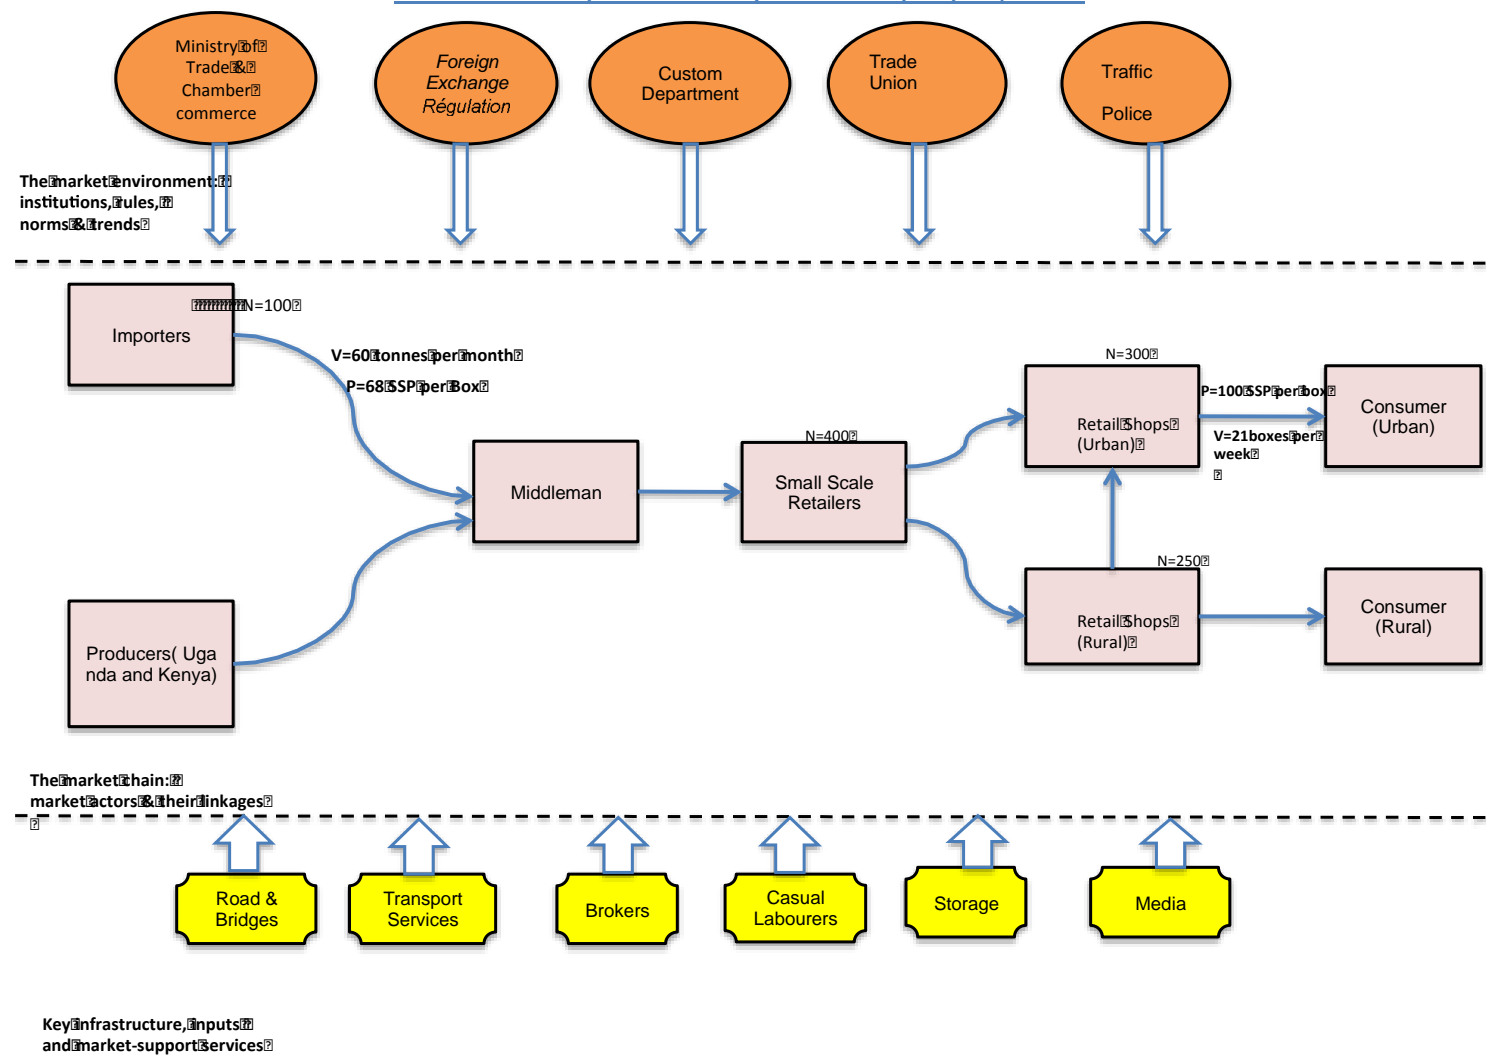 Ministry of
Trade &
Chamber
commerce
Foreign
Exchange
Régulation
Custom
Department
Trade
Union
Traffic
Police
The market environment:
institutions, rules,
norms & trends
N=100
Importers
V=60 tonnes per month
P=68 SSP per Box
N=300
P=100 SSP per box
Retail Shops
(Urban)
Consumer
(Urban)
V=21boxes per
week
N=400
Middleman
Small Scale
Retailers
N=250
Retail Shops
(Rural)
Consumer
(Rural)
Producers( Uga
nda and Kenya)
The market chain:
market actors & their linkages
Road &
Bridges
Transport
Services
Brokers
Casual
Labourers
Storage
Media
Key infrastructure, inputs
and market-support services